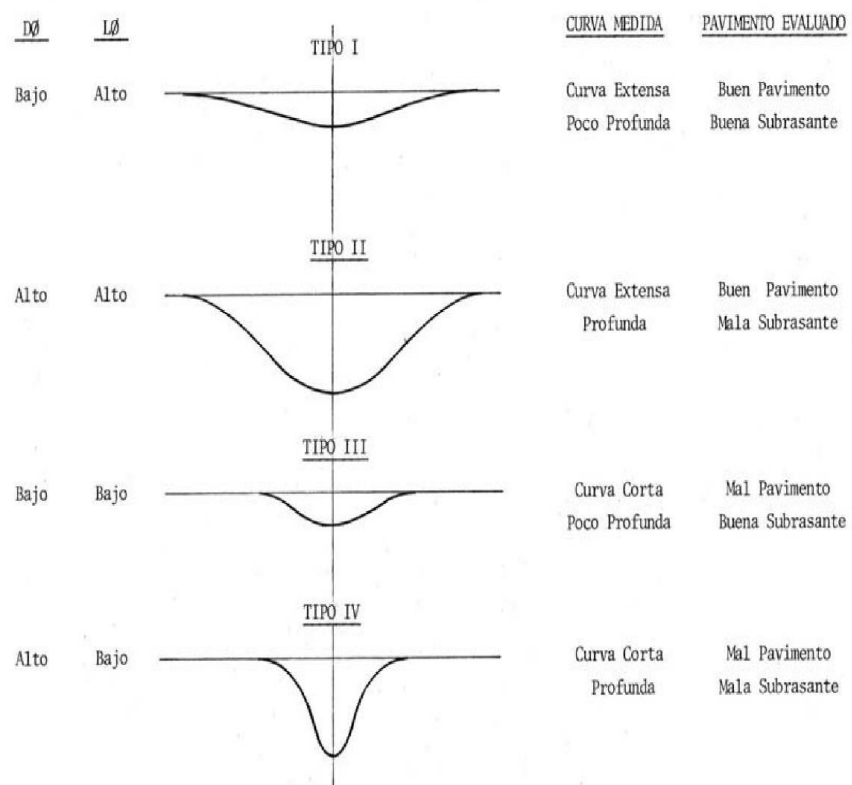 DØ LØ CURVA MEDIDA PAVIMENTO EVALUADO
TIPO I
Bajo Alto Curva Extensa Buen Pavimento
Poco Profunda Buena Subrasante
TIPO II
Alto Alto Curva Extensa Buen Pavimento
Profunda Mala Subrasante
TIPO III
Bajo Bajo Curva Corta Mal Pavimento
Poco Profunda Buena Subrasante
TIPO IV
Alto Bajo Curva Corta Mal Pavimento
Profunda Mala Subrasante